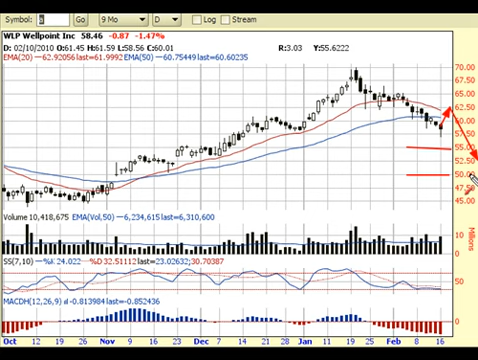 Symbol: 9 Mo D Log Stream
WLP Wellpoint Inc 58.46 -0.87 -1.47%
D: 02/10/2010 O:61.45 H:61.59 L:58.56 C:60.01 R:3.03 Y:55.6222
EMA(20) =62.92056 last=61.9992 EMA(50) =60.75449 last=60.60235
70.00
67.50
65.00
62.50
60.00
57.50
55.00
52.50
50.00
47.50
45.00
Volume 10,418,675 EMA(Vol,50) =6,234,615 last=6,310,600
Millions
10
5
0
SS(7,10) =%K 24.022 =%D 32.51112 last=23.02632; 30.70387
50
MACDH(12,26,9) =-0.813984 last=-0.852436
Oct 6 12 19 26 Nov 9 16 23 Dec 7 14 21 28 11 19 25 Feb 8 16